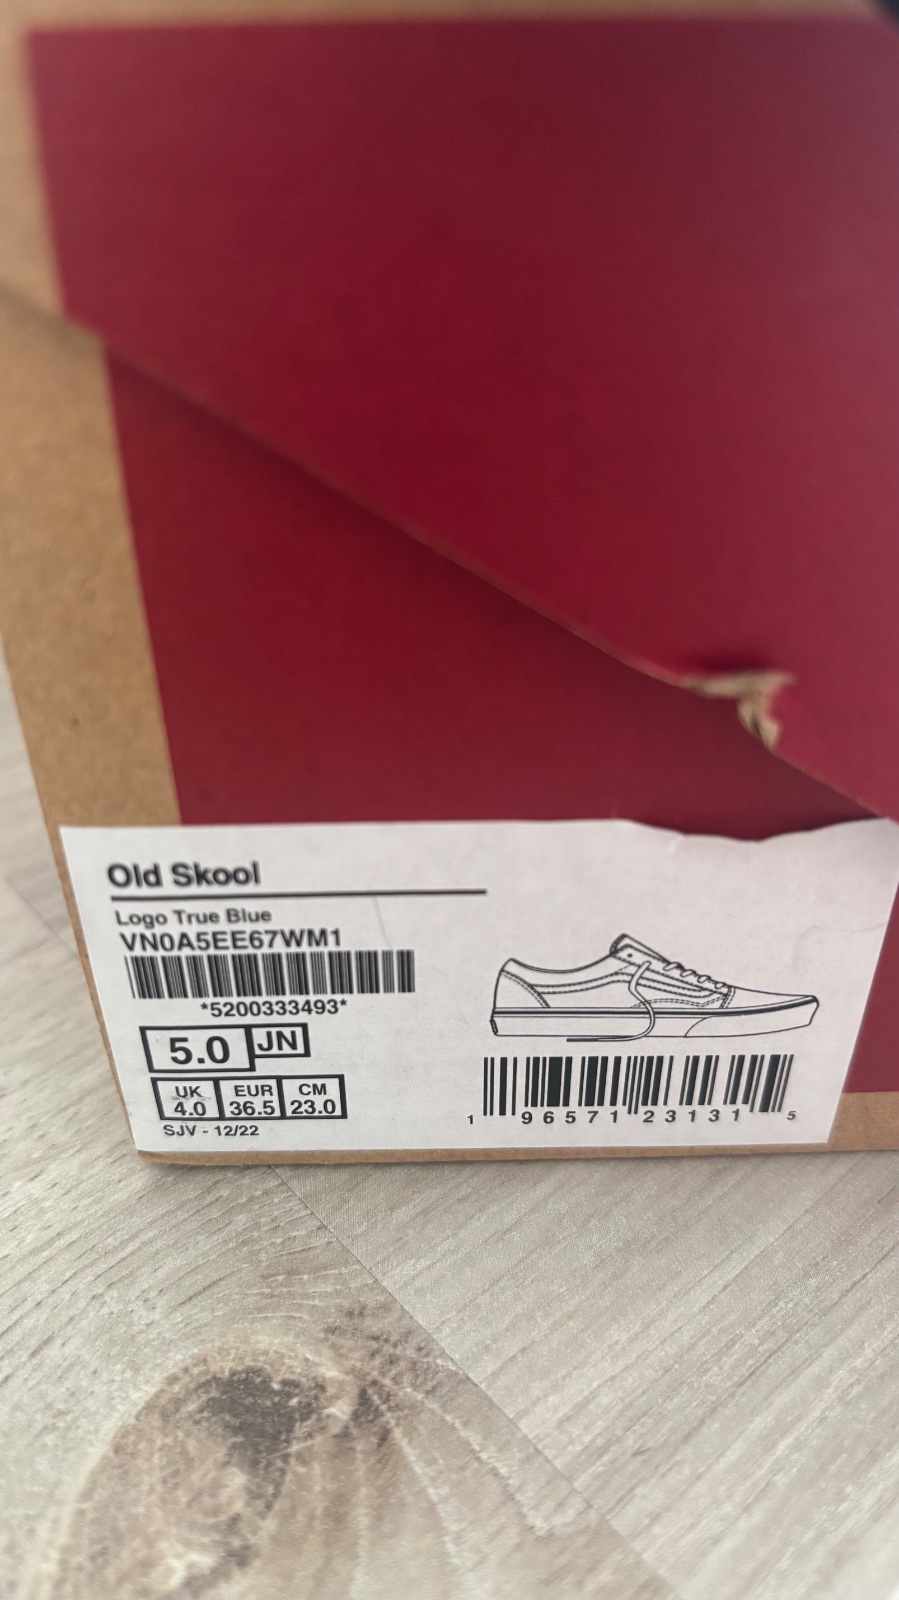 Old Skool
Logo True Blue
VN0A5EE67WM1
*5200333493*
5.0 JN
UK EUR CM
4.0 36.5 23.0
SJV - 12/22
1 96571 23131 5